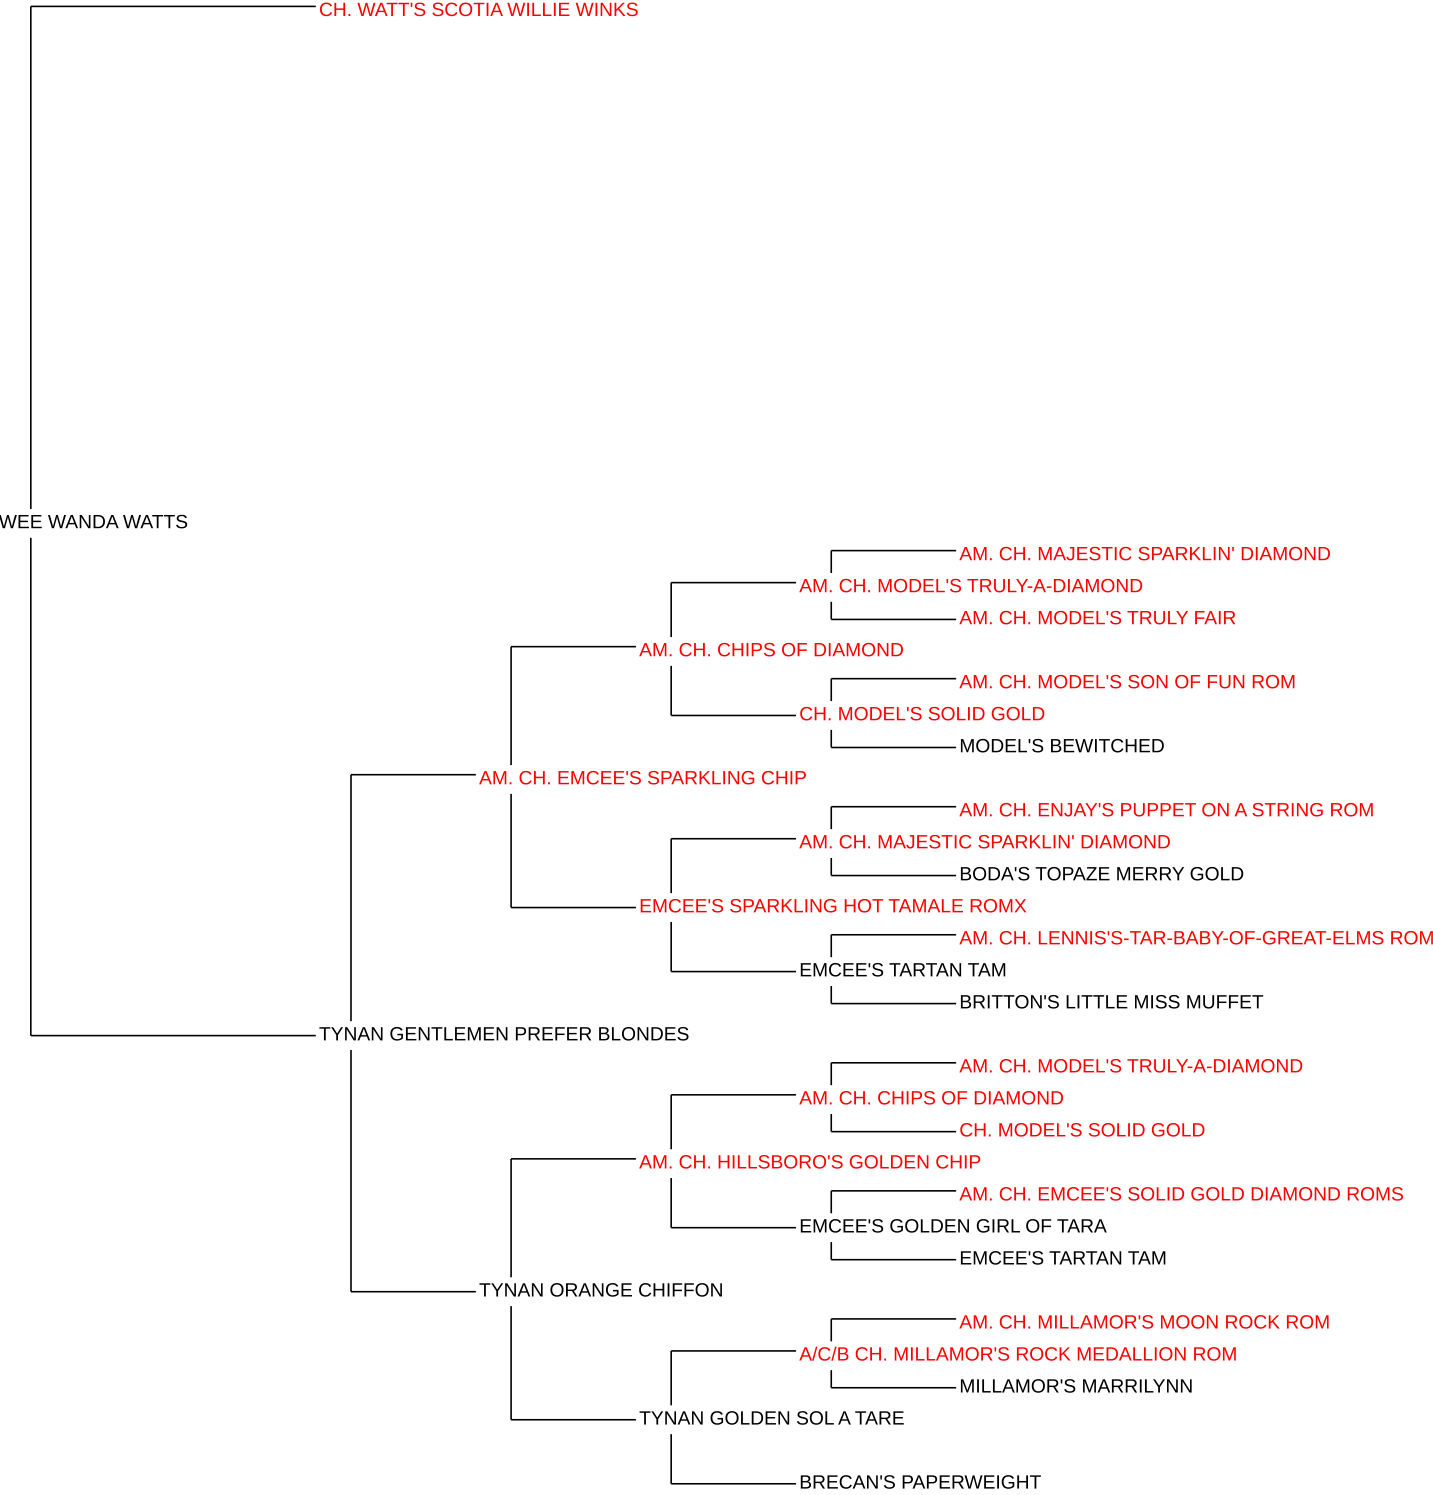 CH. WATT'S SCOTIA WILLIE WINKS
WEE WANDA WATTS
AM. CH. MAJESTIC SPARKLIN' DIAMOND
AM. CH. MODEL'S TRULY-A-DIAMOND
AM. CH. MODEL'S TRULY FAIR
AM. CH. CHIPS OF DIAMOND
AM. CH. MODEL'S SON OF FUN ROM
CH. MODEL'S SOLID GOLD
MODEL'S BEWITCHED
AM. CH. EMCEE'S SPARKLING CHIP
AM. CH. ENJAY'S PUPPET ON A STRING ROM
AM. CH. MAJESTIC SPARKLIN' DIAMOND
BODA'S TOPAZE MERRY GOLD
EMCEE'S SPARKLING HOT TAMALE ROMX
AM. CH. LENNIS'S-TAR-BABY-OF-GREAT-ELMS ROM
EMCEE'S TARTAN TAM
BRITTON'S LITTLE MISS MUFFET
TYNAN GENTLEMEN PREFER BLONDES
AM. CH. MODEL'S TRULY-A-DIAMOND
AM. CH. CHIPS OF DIAMOND
CH. MODEL'S SOLID GOLD
AM. CH. HILLSBORO'S GOLDEN CHIP
AM. CH. EMCEE'S SOLID GOLD DIAMOND ROMS
EMCEE'S GOLDEN GIRL OF TARA
EMCEE'S TARTAN TAM
TYNAN ORANGE CHIFFON
AM. CH. MILLAMOR'S MOON ROCK ROM
A/C/B CH. MILLAMOR'S ROCK MEDALLION ROM
MILLAMOR'S MARRILYNN
TYNAN GOLDEN SOL A TARE
BRECAN'S PAPERWEIGHT